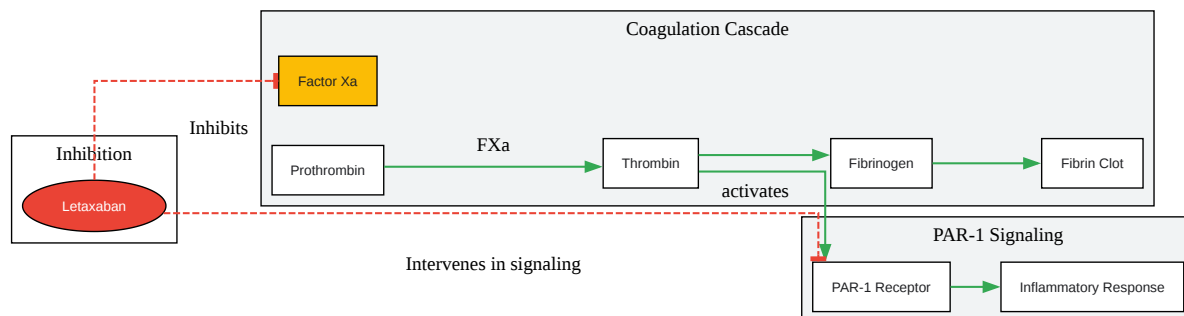 Coagulation Cascade
Factor Xa
Inhibits
Inhibition
Letaxaban
Prothrombin
FXa
Thrombin
activates
Fibrinogen
Fibrin Clot
Intervenes in signaling
PAR-1 Signaling
PAR-1 Receptor
Inflammatory Response